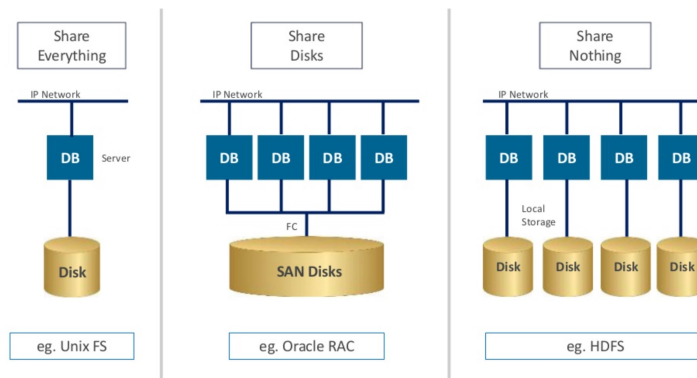 Share
Everything
IP Network
DB
Server
Disk
eg. Unix FS
Share
Disks
IP Network
DB
DB
DB
DB
FC
SAN Disks
eg. Oracle RAC
Share
Nothing
IP Network
DB
DB
DB
DB
Local
Storage
Disk
Disk
Disk
Disk
eg. HDFS